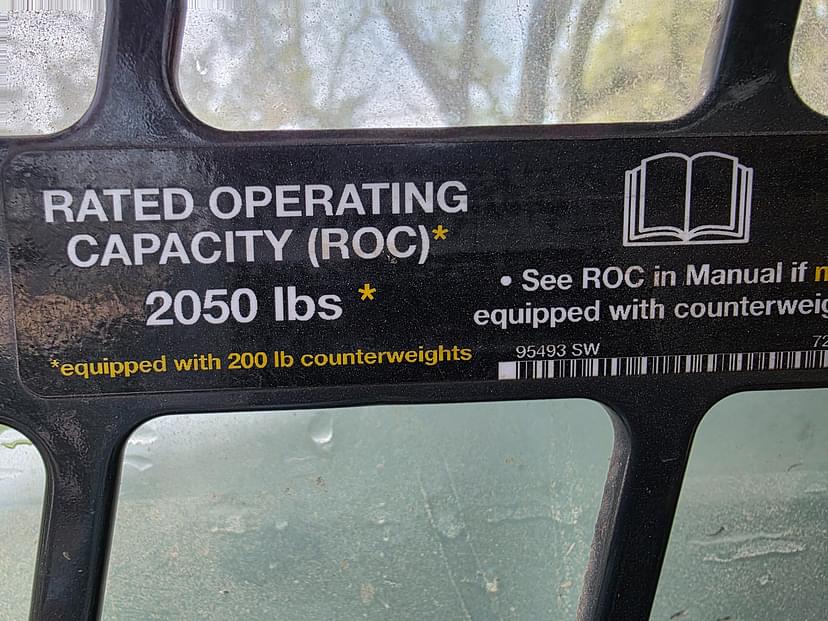 RATED OPERATING
CAPACITY (ROC)*
2050 lbs *
*equipped with 200 lb counterweights
• See ROC in Manual if
equipped with
95493 SW
72